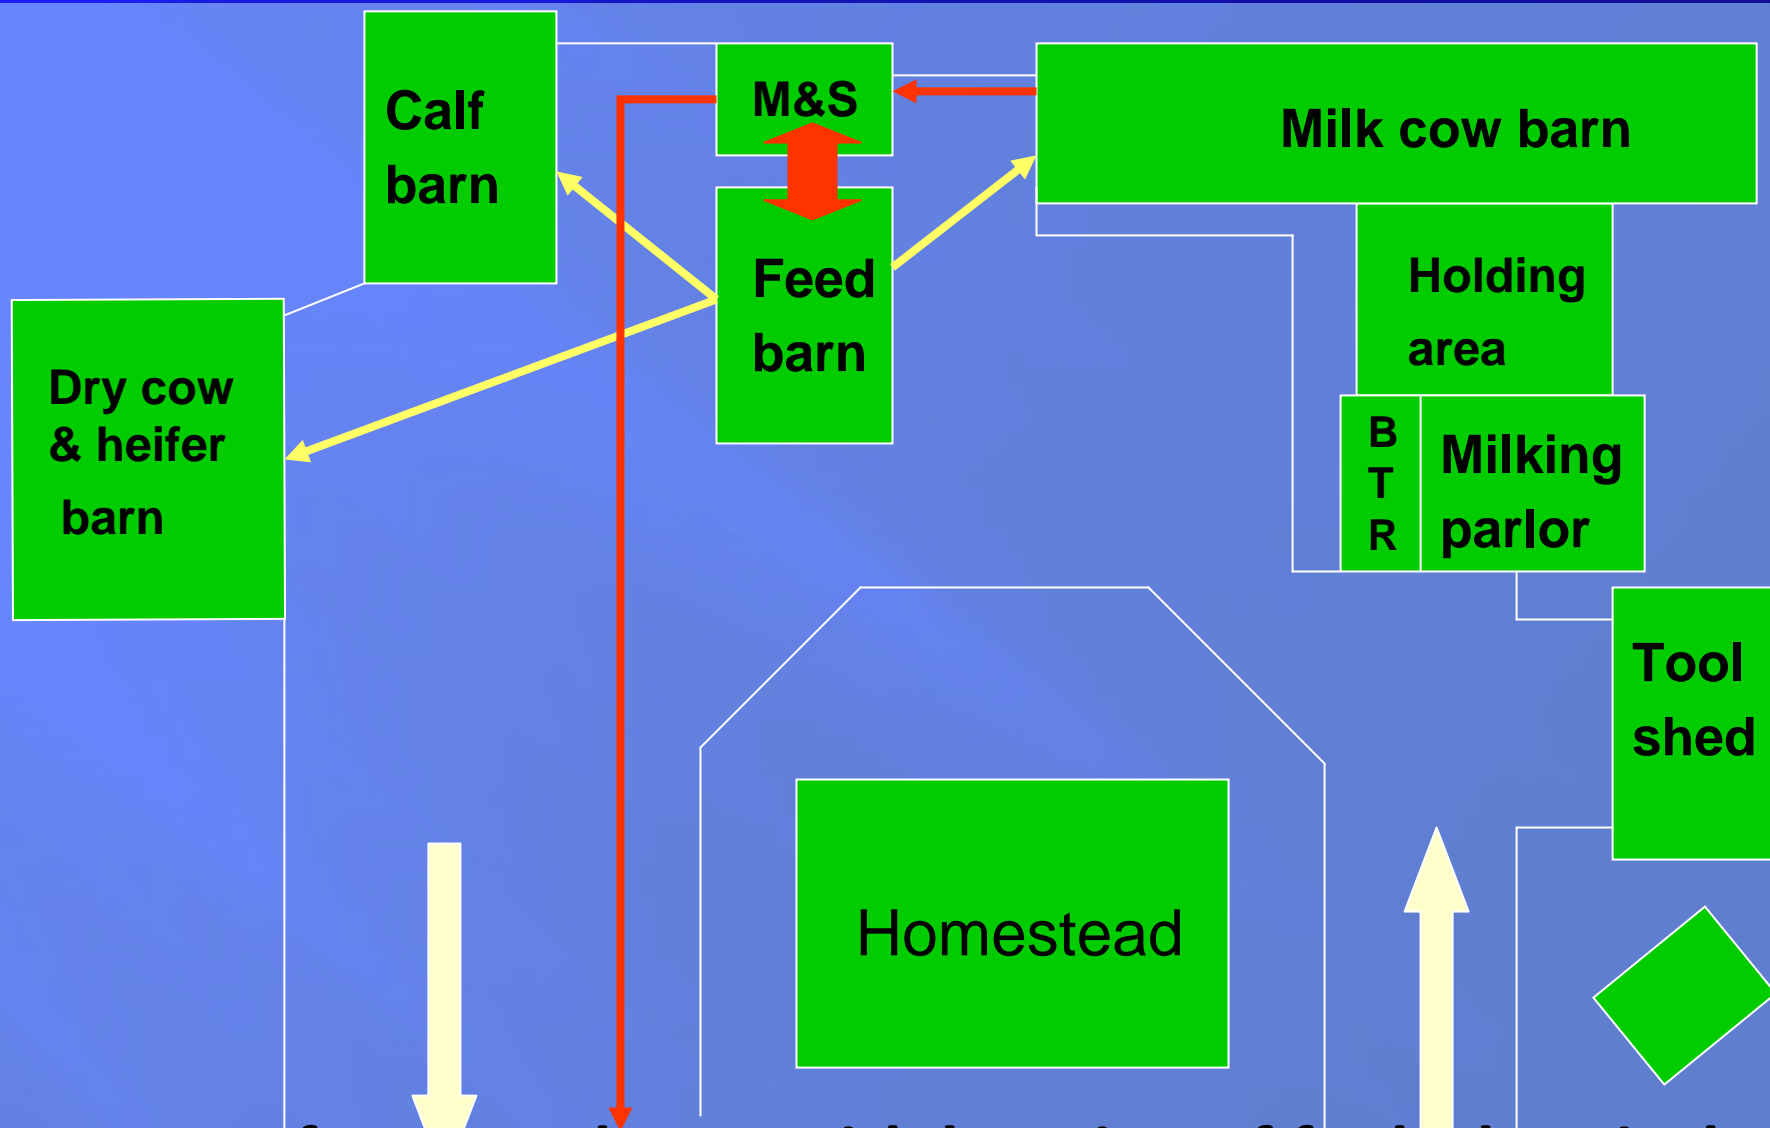 Calf
barn
M&S
Milk cow barn
Feed
barn
Holding
area
Dry cow
& heifer
barn
B
T
R
Milking
parlor
Tool
shed
Homestead